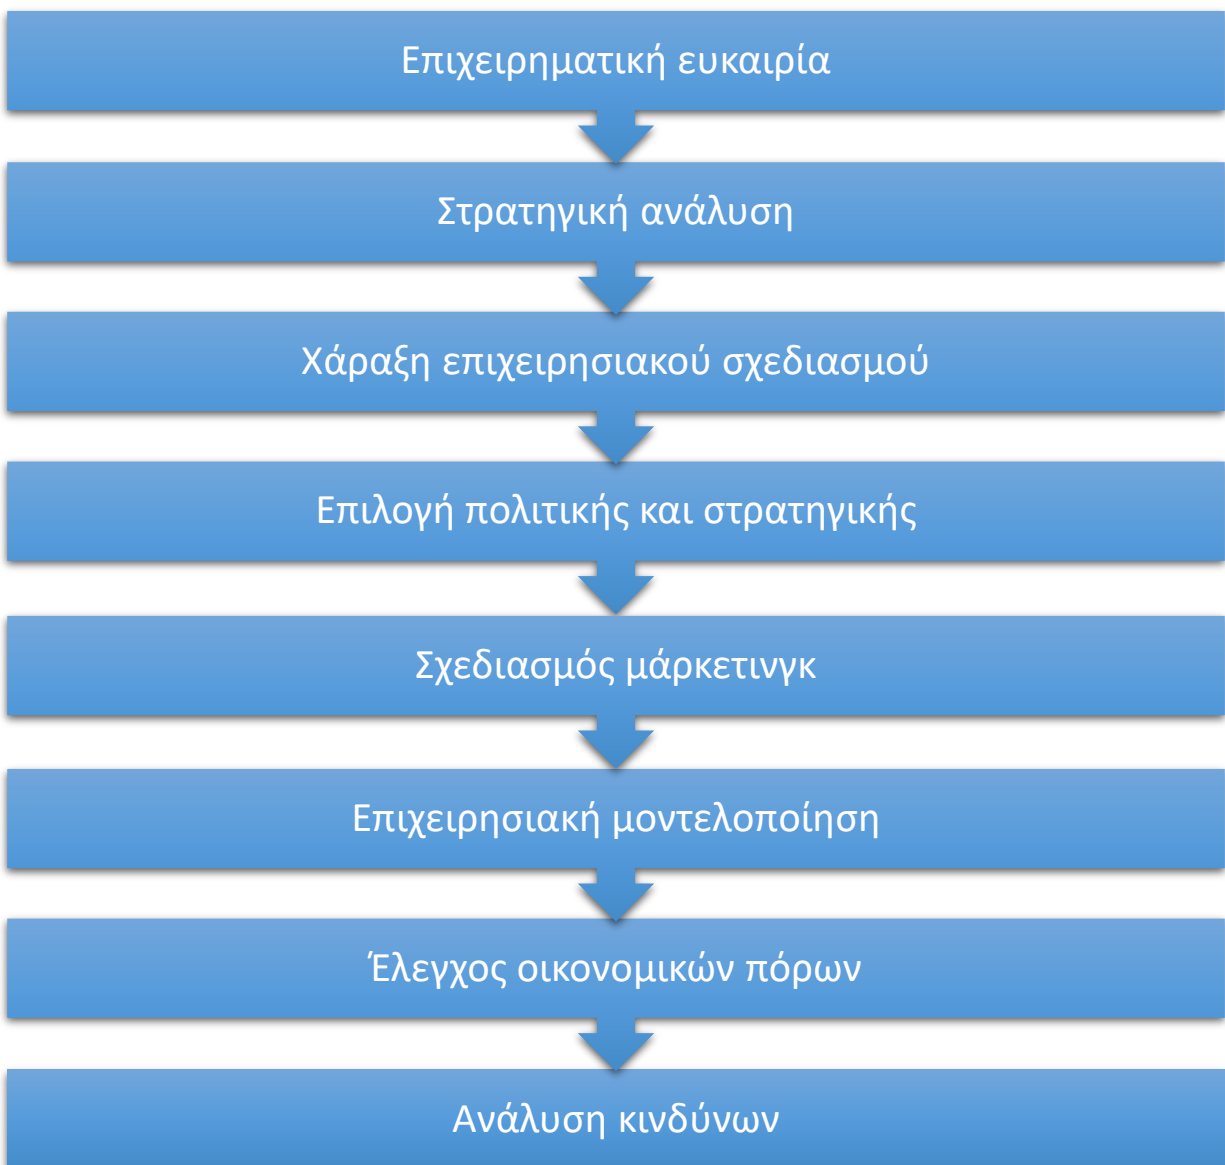 Επιχειρηματική ευκαιρία
Στρατηγική ανάλυση
Χάραξη επιχειρησιακού σχεδιασμού
Επιλογή πολιτικής και στρατηγικής
Σχεδιασμός μάρκετινγκ
Επιχειρησιακή μοντελοποίηση
Έλεγχος οικονομικών πόρων
Ανάλυση κινδύνων